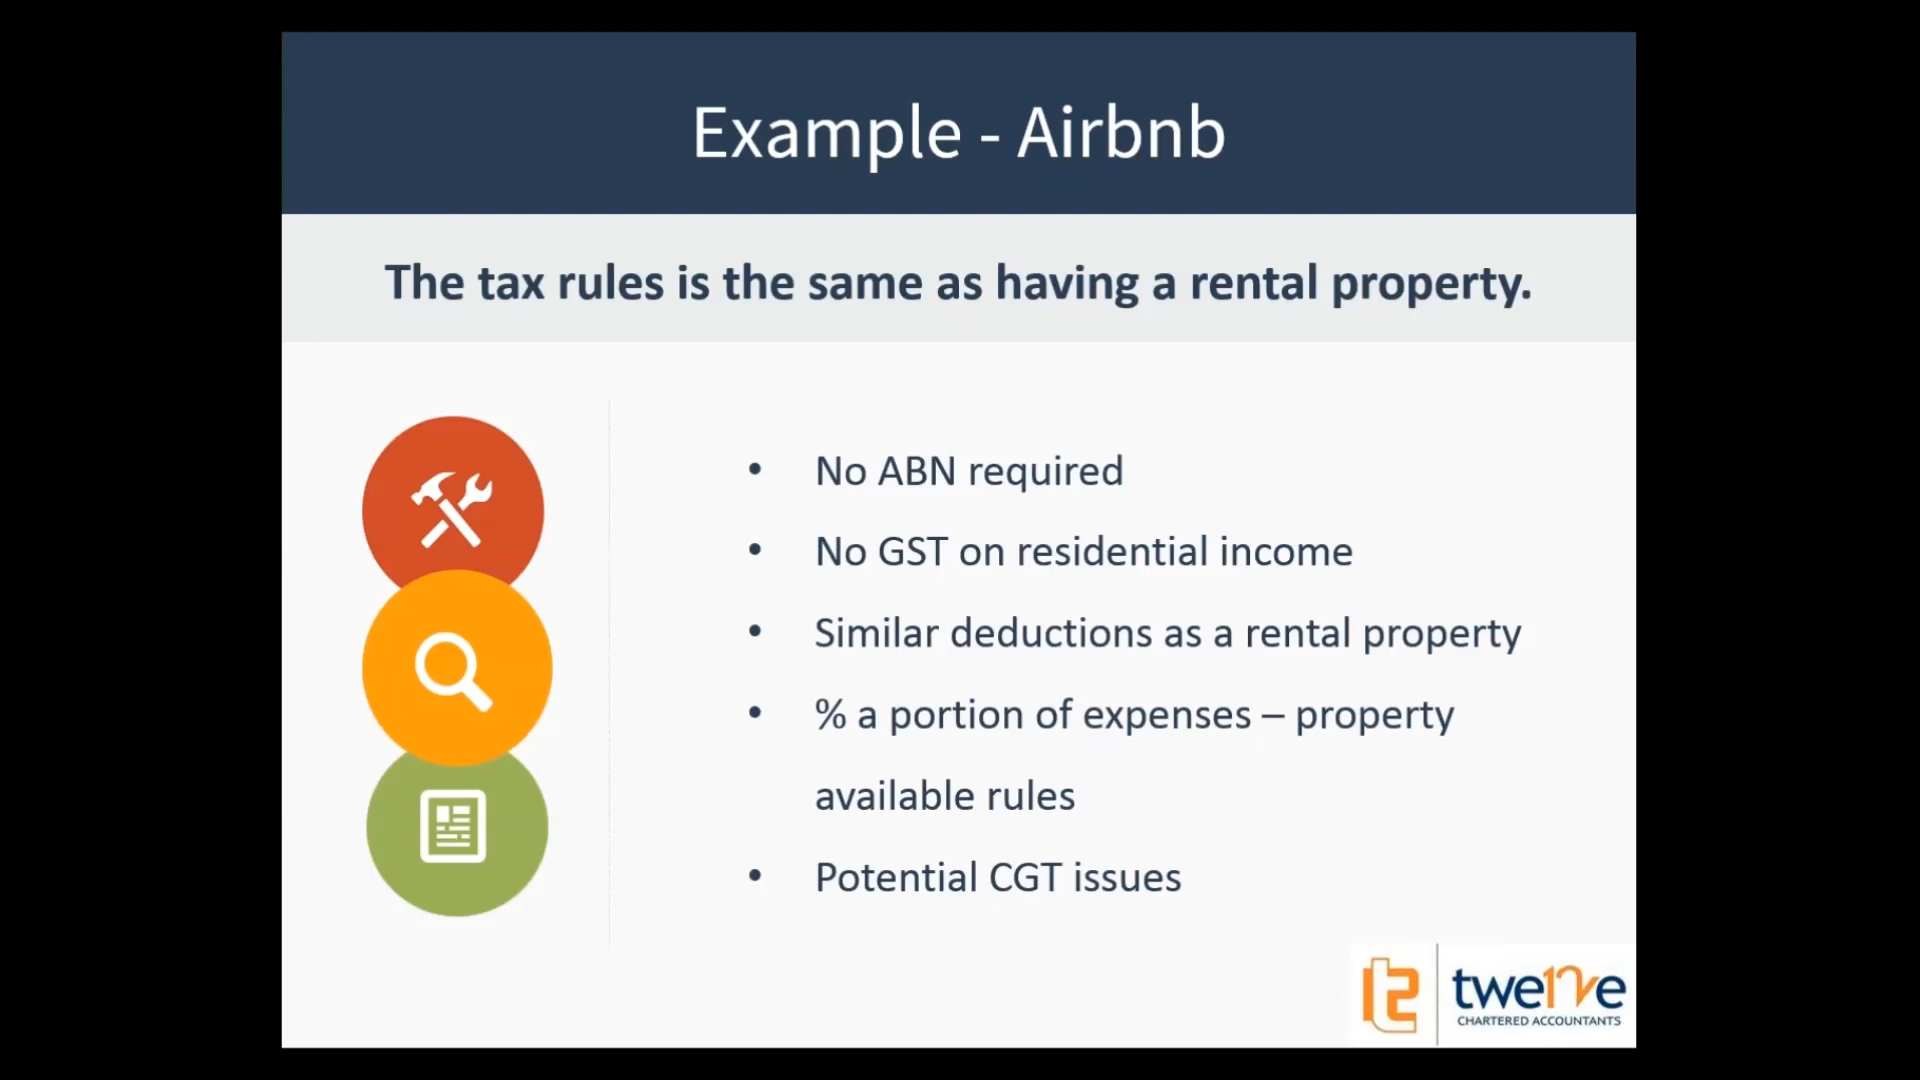 Example - Airbnb
The tax rules is the same as having a rental property.
• No ABN required
• No GST on residential income
• Similar deductions as a rental property
• % a portion of expenses – property
available rules
• Potential CGT issues
twe12ve
CHARTERED ACCOUNTANTS